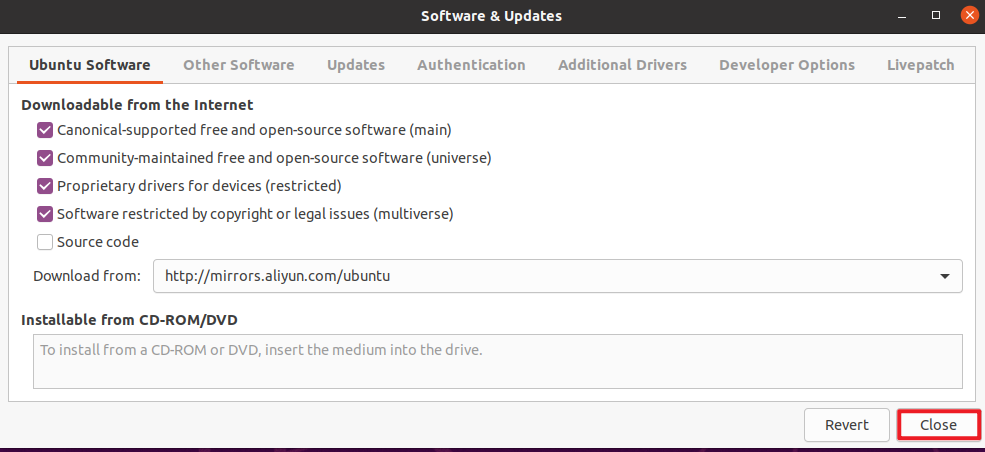 Software & Updates
Ubuntu Software Other Software Updates Authentication Additional Drivers Developer Options Livepatch
Downloadable from the Internet
Canonical-supported free and open-source software (main)
Community-maintained free and open-source software (universe)
Proprietary drivers for devices (restricted)
Software restricted by copyright or legal issues (multiverse)
Source code
Download from: http://mirrors.aliyun.com/ubuntu
Installable from CD-ROM/DVD
To install from a CD-ROM or DVD, insert the medium into the drive.
Revert Close